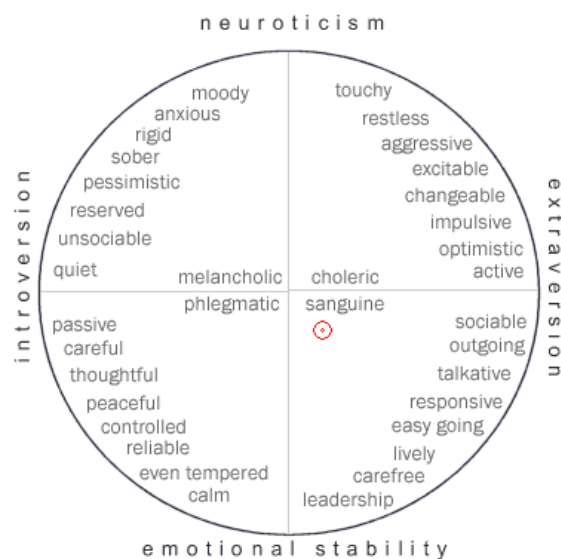 neuroticism
moody
anxious
rigid
sober
pessimistic
reserved
unsociable
quiet
melancholic
touchy
restless
aggressive
excitable
changeable
impulsive
optimistic
active
choleric
introversion
extraversion
phlegmatic
passive
careful
thoughtful
peaceful
controlled
reliable
even tempered
calm
sanguine
sociable
outgoing
talkative
responsive
easy going
lively
carefree
leadership
emotional stability